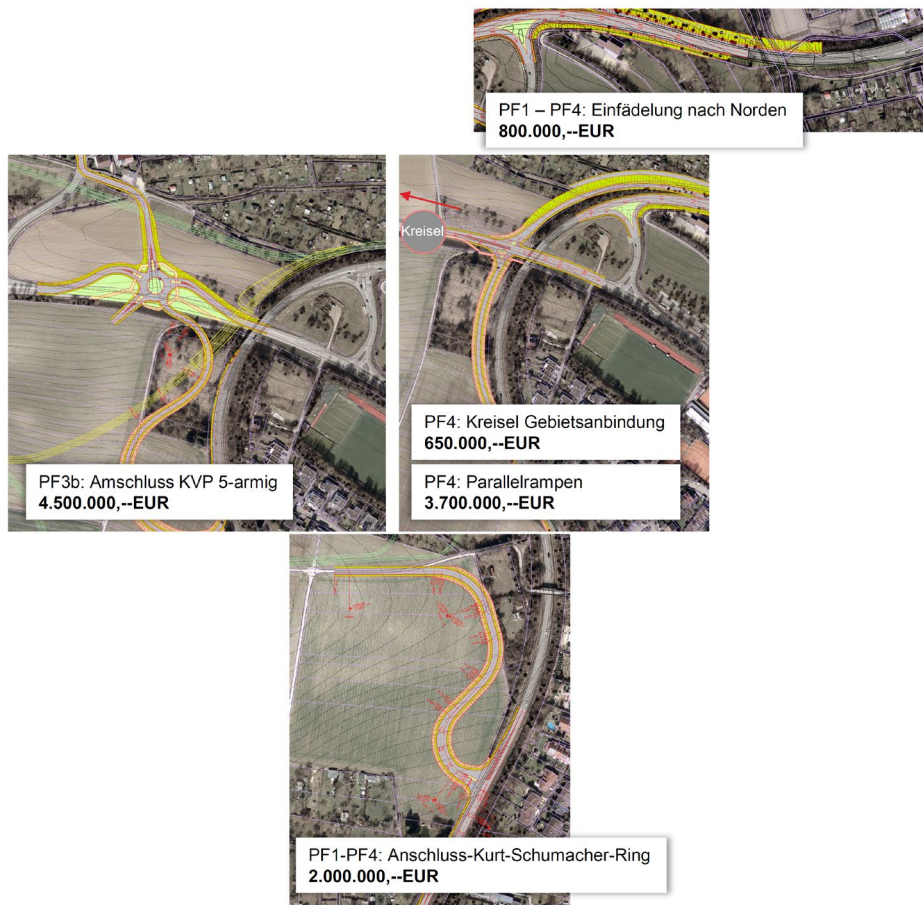 PF1 – PF4: Einfädelung nach Norden
800.000,--EUR
Kreisel
PF3b: Amschluss KVP 5-armig
4.500.000,--EUR
PF4: Kreisel Gebietsanbindung
650.000,--EUR
PF4: Parallelrampen
3.700.000,--EUR
PF1-PF4: Anschluss-Kurt-Schumacher-Ring
2.000.000,--EUR